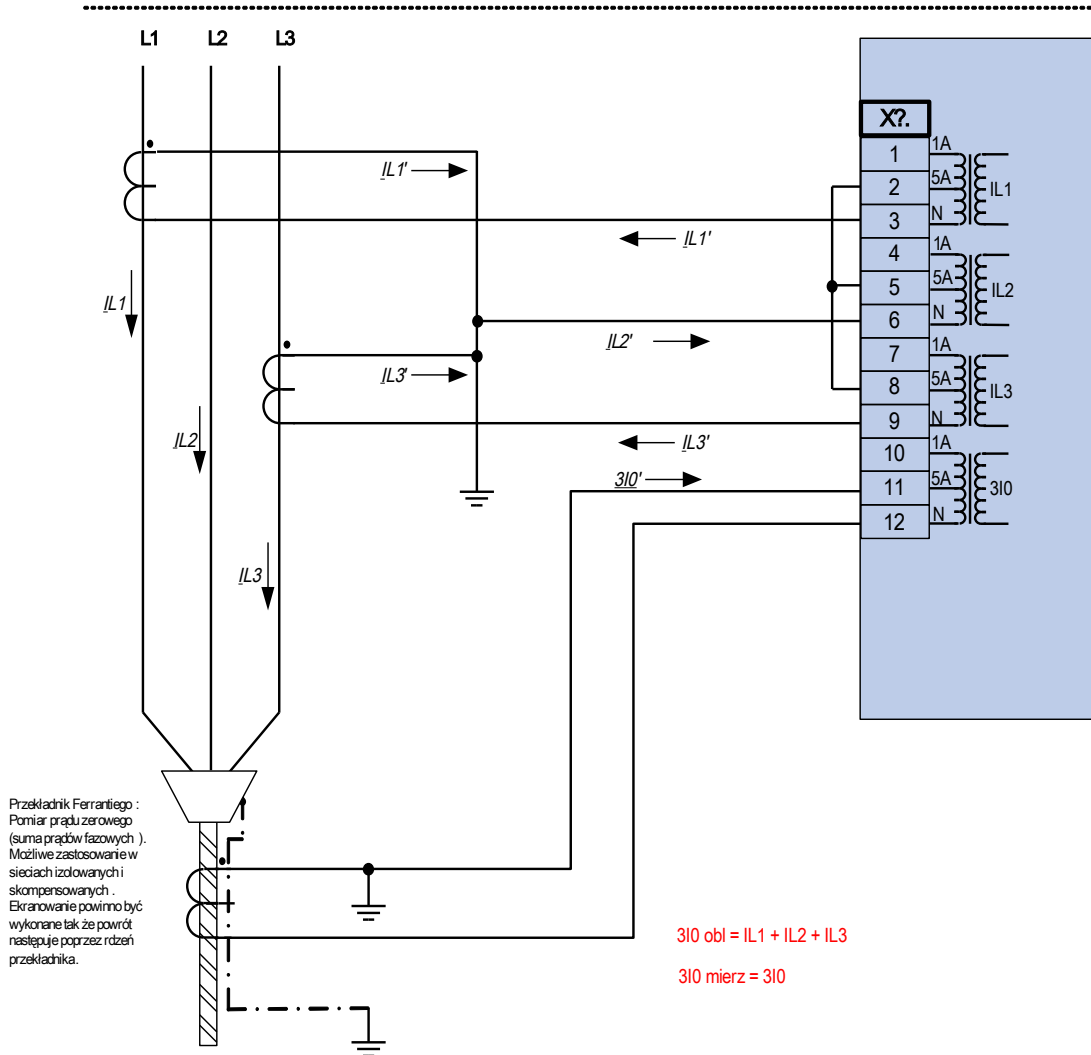 L1 L2 L3
X?.
1 1A
2 5A IL1
3 N
4 1A
5 5A IL2
6 N
7 1A
8 5A IL3
9 N
10 1A
11 5A 3I0
12 N
IL1'
IL1'
IL1
IL2'
IL3'
IL2
IL3'
3I0'
IL3
Przekładnik Ferrantiego :
Pomiar prądu zerowego
(suma prądów fazowych ).
Możliwe zastosowanie w
sieciach izolowanych i
skompensowanych .
Ekranowanie powinno być
wykonane tak że powrót
następuje poprzez rdzeń
przekładnika.
3I0 obl = IL1 + IL2 + IL3
3I0 mierz = 3I0